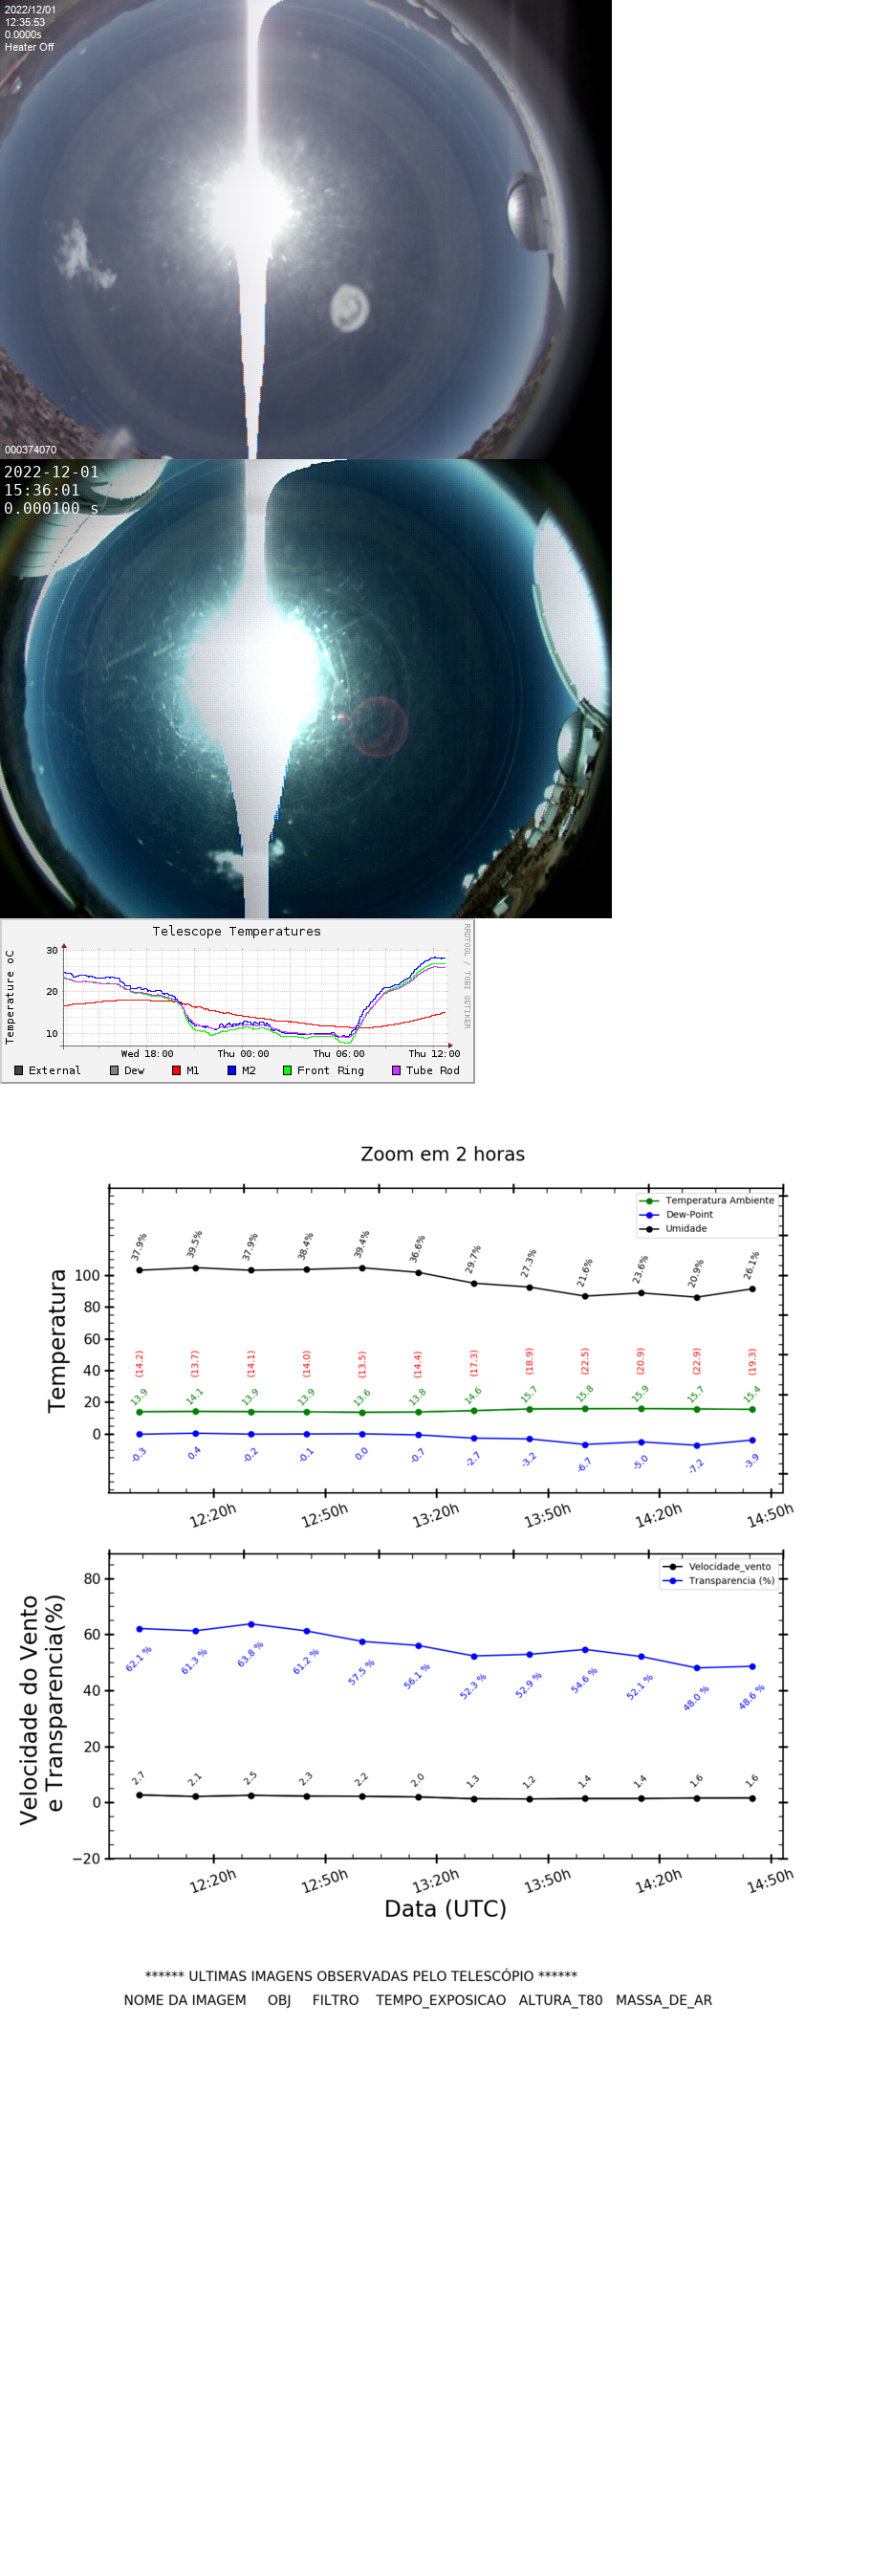 2022/12/01
12:35:53
0.0000s
Heater Off
000374070
2022-12-01
15:36:01
0.000100 s
Telescope Temperatures
RRDTOOL / TOBI OETIKER
Temperature oC
30
20
10
Wed 18:00 Thu 00:00 Thu 06:00 Thu 12:00
External Dew M1 M2 Front Ring Tube Rod
Zoom em 2 horas
Temperatura Ambiente
Dew-Point
Umidade
Temperatura
100
80
60
40
20
0
37.9% 39.5% 37.9% 38.4% 39.4% 36.6% 29.7% 27.3% 21.6% 23.6% 20.9% 26.1%
(14.2) (13.7) (14.1) (14.0) (13.5) (14.4) (17.3) (18.9) (22.5) (20.9) (22.9) (19.3)
13.9 14.1 13.9 13.9 13.6 13.8 14.6 15.7 15.8 15.9 15.7 15.4
-0.3 0.4 -0.2 -0.1 0.0 -0.7 -2.7 -3.2 -6.7 -5.0 -7.2 -3.9
12:20h 12:50h 13:20h 13:50h 14:20h 14:50h
Velocidade_vento
Transparencia (%)
Velocidade do Vento
e Transparencia(%)
80
60
40
20
0
−20
62.1 % 61.3 % 63.8 % 61.2 % 57.5 % 56.1 % 52.3 % 52.9 % 54.6 % 52.1 % 48.0 % 48.6 %
2.7 2.1 2.5 2.3 2.2 2.0 1.3 1.2 1.4 1.4 1.6 1.6
12:20h 12:50h 13:20h 13:50h 14:20h 14:50h
Data (UTC)
****** ULTIMAS IMAGENS OBSERVADAS PELO TELESCÓPIO ******
NOME DA IMAGEM OBJ FILTRO TEMPO_EXPOSICAO ALTURA_T80 MASSA_DE_AR